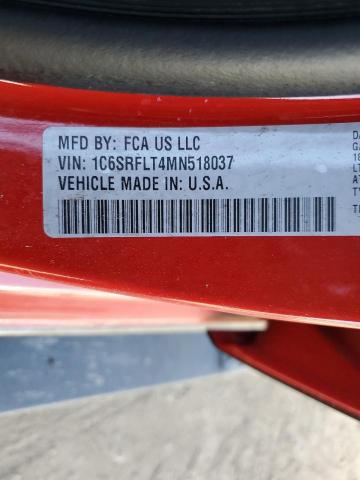 MFD BY: FCA US LLC
VIN: 1C6SRFLT4MN518037
VEHICLE MADE IN: U.S.A.